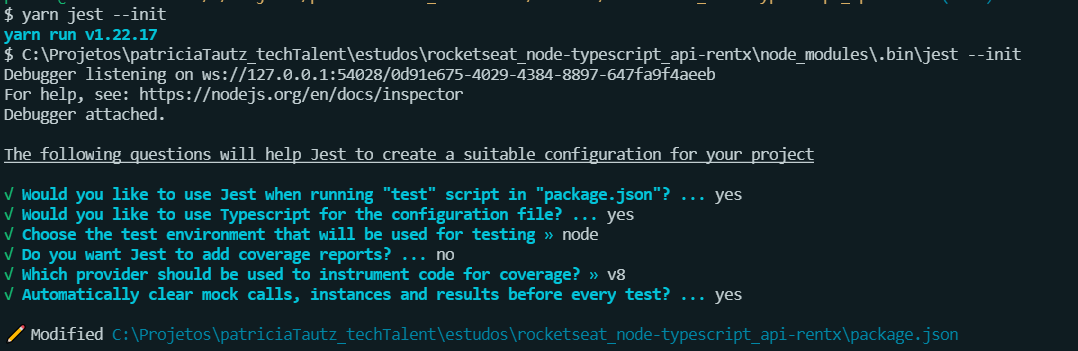 $ yarn jest --init
yarn run v1.22.17
$ C:\Projetos\patriciaTautz_techTalent\estudos\rocketseat_node-typescript_api-rentx\node_modules\.bin\jest --init
Debugger listening on ws://127.0.0.1:54028/0d91e675-4029-4384-8897-647fa9f4aeeb
For help, see: https://nodejs.org/en/docs/inspector
Debugger attached.
The following questions will help Jest to create a suitable configuration for your project
√ Would you like to use Jest when running "test" script in "package.json"? ... yes
√ Would you like to use Typescript for the configuration file? ... yes
√ Choose the test environment that will be used for testing » node
√ Do you want Jest to add coverage reports? ... no
√ Which provider should be used to instrument code for coverage? » v8
√ Automatically clear mock calls, instances and results before every test? ... yes
✏️ Modified C:\Projetos\patriciaTautz_techTalent\estudos\rocketseat_node-typescript_api-rentx\package.json